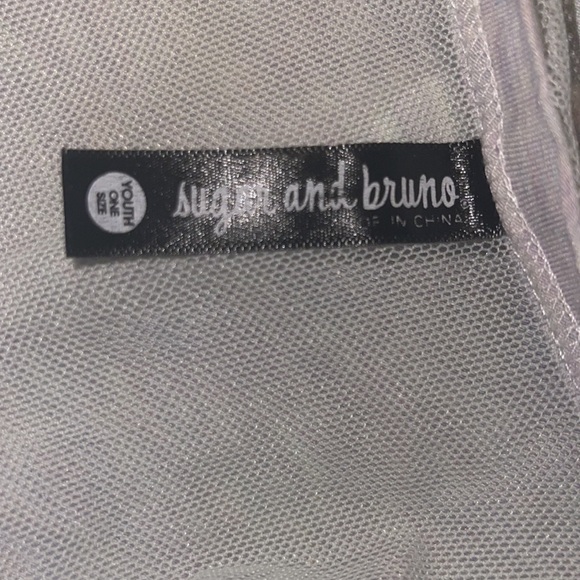 YOUTH
ONE
SIZE
sugar and bruno
IN CHINA